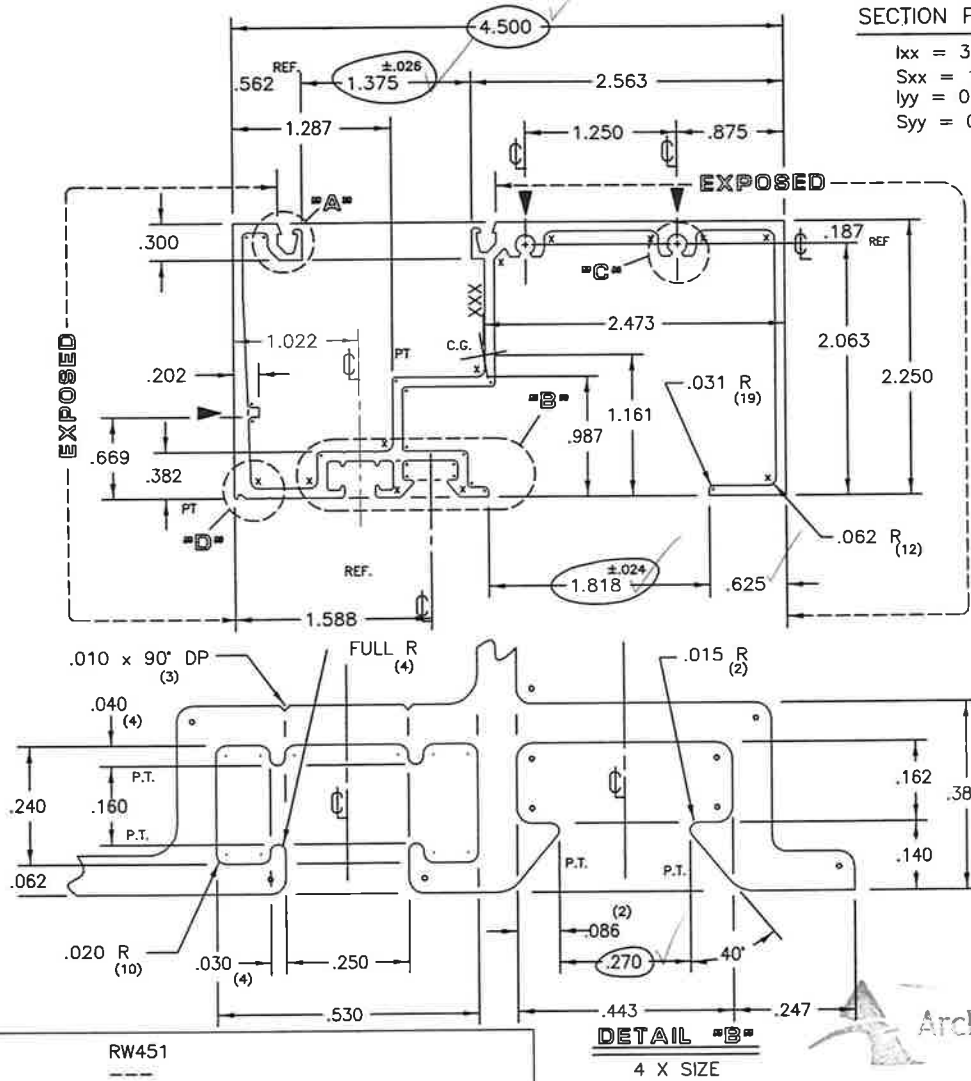 SECTION P
Ixx = 3
Sxx =
Iyy = 0
Syy = 0
4.500
REF.
±.026
.562
1.375
2.563
1.287
1.250
.875
EXPOSED
"A"
.300
.187
REF
"C"
XXX
2.473
2.063
1.022
C.G.
PT
2.250
EXPOSED
.202
.031 R
(19)
"B"
1.161
.987
.669
.382
PT
"D"
.062 R
(12)
REF.
±.024
1.818
.625
1.588
FULL R
(4)
.010 x 90° DP
(3)
.015 R
(2)
.040
(4)
P.T.
.240
.160
.162
.38
P.T.
.140
.062
P.T.
P.T.
(2)
.086
.020 R
(10)
.030
(4)
.250
.270
40°
.530
.443
.247
DETAIL "B"
4 X SIZE
Arch
RW451